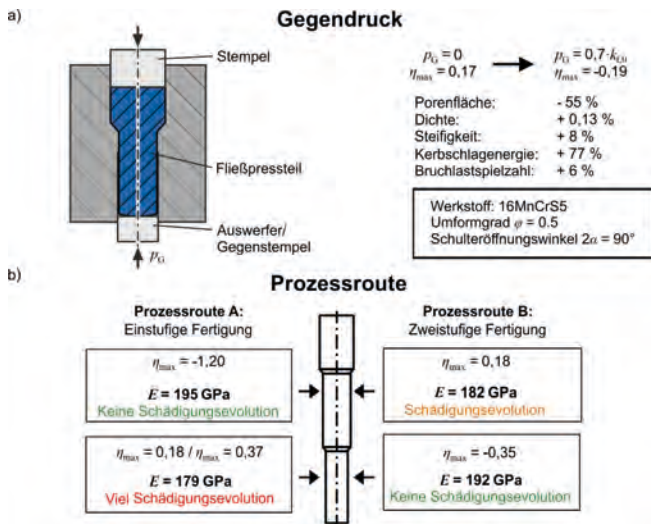 a)
Gegendruck
Stempel
Fließpressteil
Auswerfer/
Gegenstempel
p_G
p_G = 0
η_max = 0,17
p_G = 0,7·k_f,0
η_max = -0,19
Porenfläche: - 55 %
Dichte: + 0,13 %
Steifigkeit: + 8 %
Kerbschlagenergie: + 77 %
Bruchlastspielzahl: + 6 %
Werkstoff: 16MnCrS5
Umformgrad φ = 0.5
Schulteröffnungswinkel 2α = 90°
b)
Prozessroute
Prozessroute A:
Einstufige Fertigung
η_max = -1,20
E = 195 GPa
Keine Schädigungsevolution
η_max = 0,18 / η_max = 0,37
E = 179 GPa
Viel Schädigungsevolution
Prozessroute B:
Zweistufige Fertigung
η_max = 0,18
E = 182 GPa
Schädigungsevolution
η_max = -0,35
E = 192 GPa
Keine Schädigungsevolution